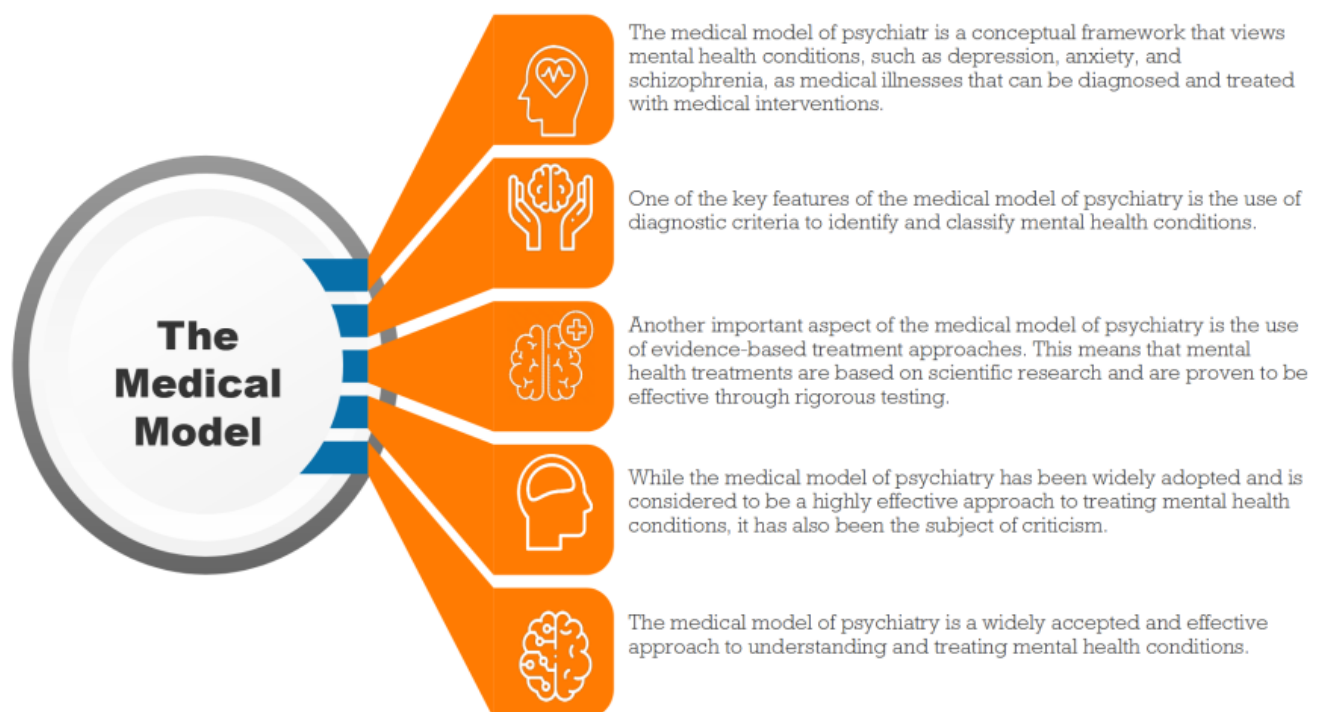 The
Medical
Model
The medical model of psychiatr is a conceptual framework that views
mental health conditions, such as depression, anxiety, and
schizophrenia, as medical illnesses that can be diagnosed and treated
with medical interventions.
One of the key features of the medical model of psychiatry is the use of
diagnostic criteria to identify and classify mental health conditions.
Another important aspect of the medical model of psychiatry is the use
of evidence-based treatment approaches. This means that mental
health treatments are based on scientific research and are proven to be
effective through rigorous testing.
While the medical model of psychiatry has been widely adopted and is
considered to be a highly effective approach to treating mental health
conditions, it has also been the subject of criticism.
The medical model of psychiatry is a widely accepted and effective
approach to understanding and treating mental health conditions.